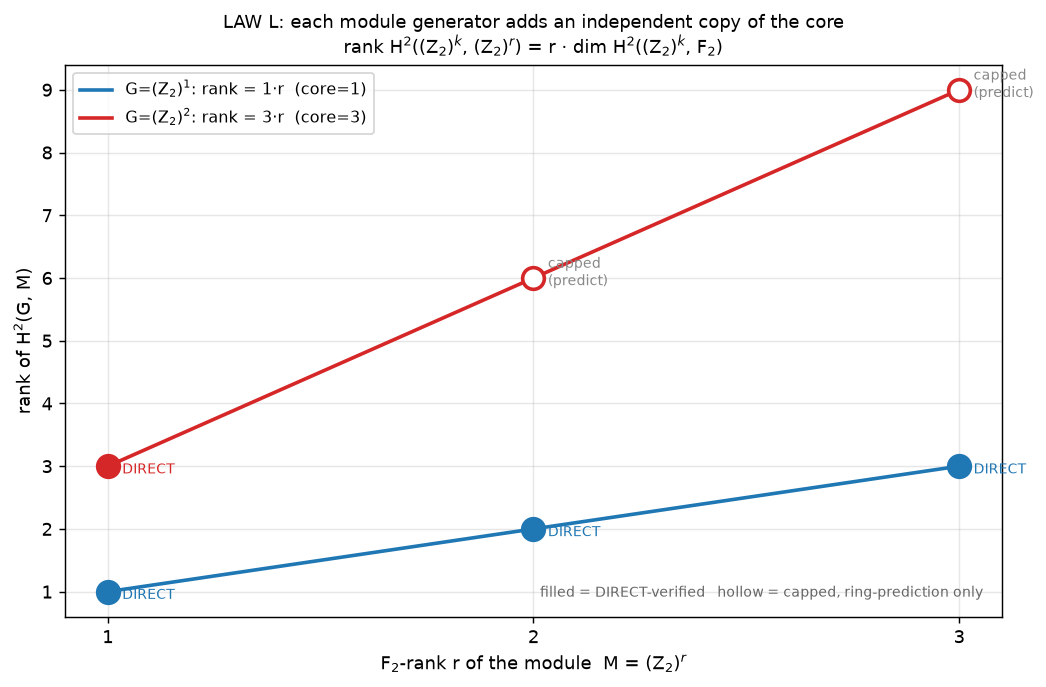 LAW L: each module generator adds an independent copy of the core
rank H²((Z₂)ᵏ, (Z₂)ʳ) = r · dim H²((Z₂)ᵏ, F₂)
G=(Z₂)¹: rank = 1·r (core=1)
G=(Z₂)²: rank = 3·r (core=3)
capped
(predict)
capped
(predict)
DIRECT
DIRECT
DIRECT
DIRECT
filled = DIRECT-verified hollow = capped, ring-prediction only
rank of H²(G, M)
9
8
7
6
5
4
3
2
1
1
2
3
F₂-rank r of the module M = (Z₂)ʳ